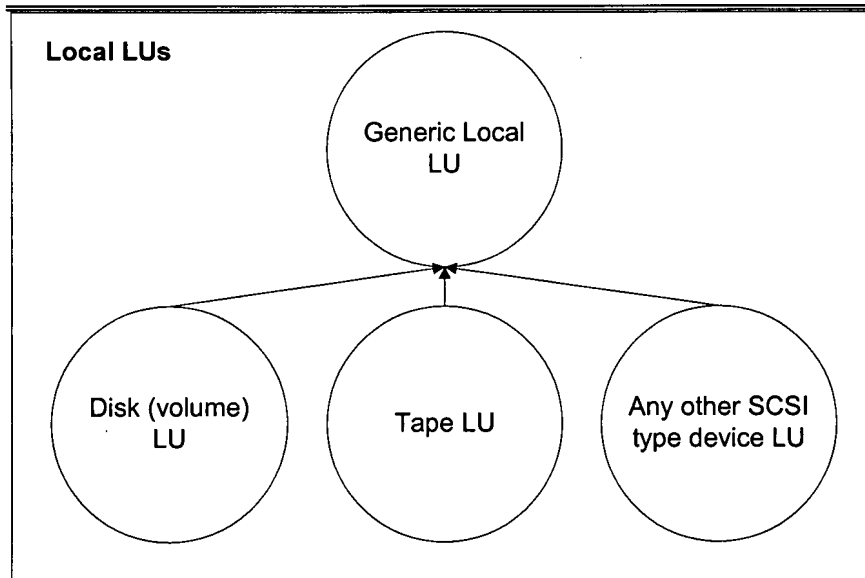 Local LUs
Generic Local
LU
Disk (volume)
LU
Tape LU
Any other SCSI
type device LU